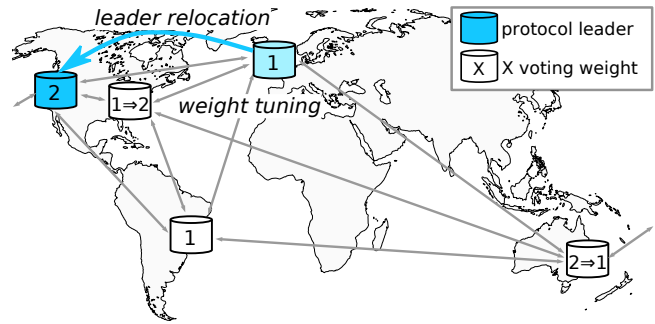 leader relocation
protocol leader
X X voting weight
1
2
1⇒2
weight tuning
1
2⇒1